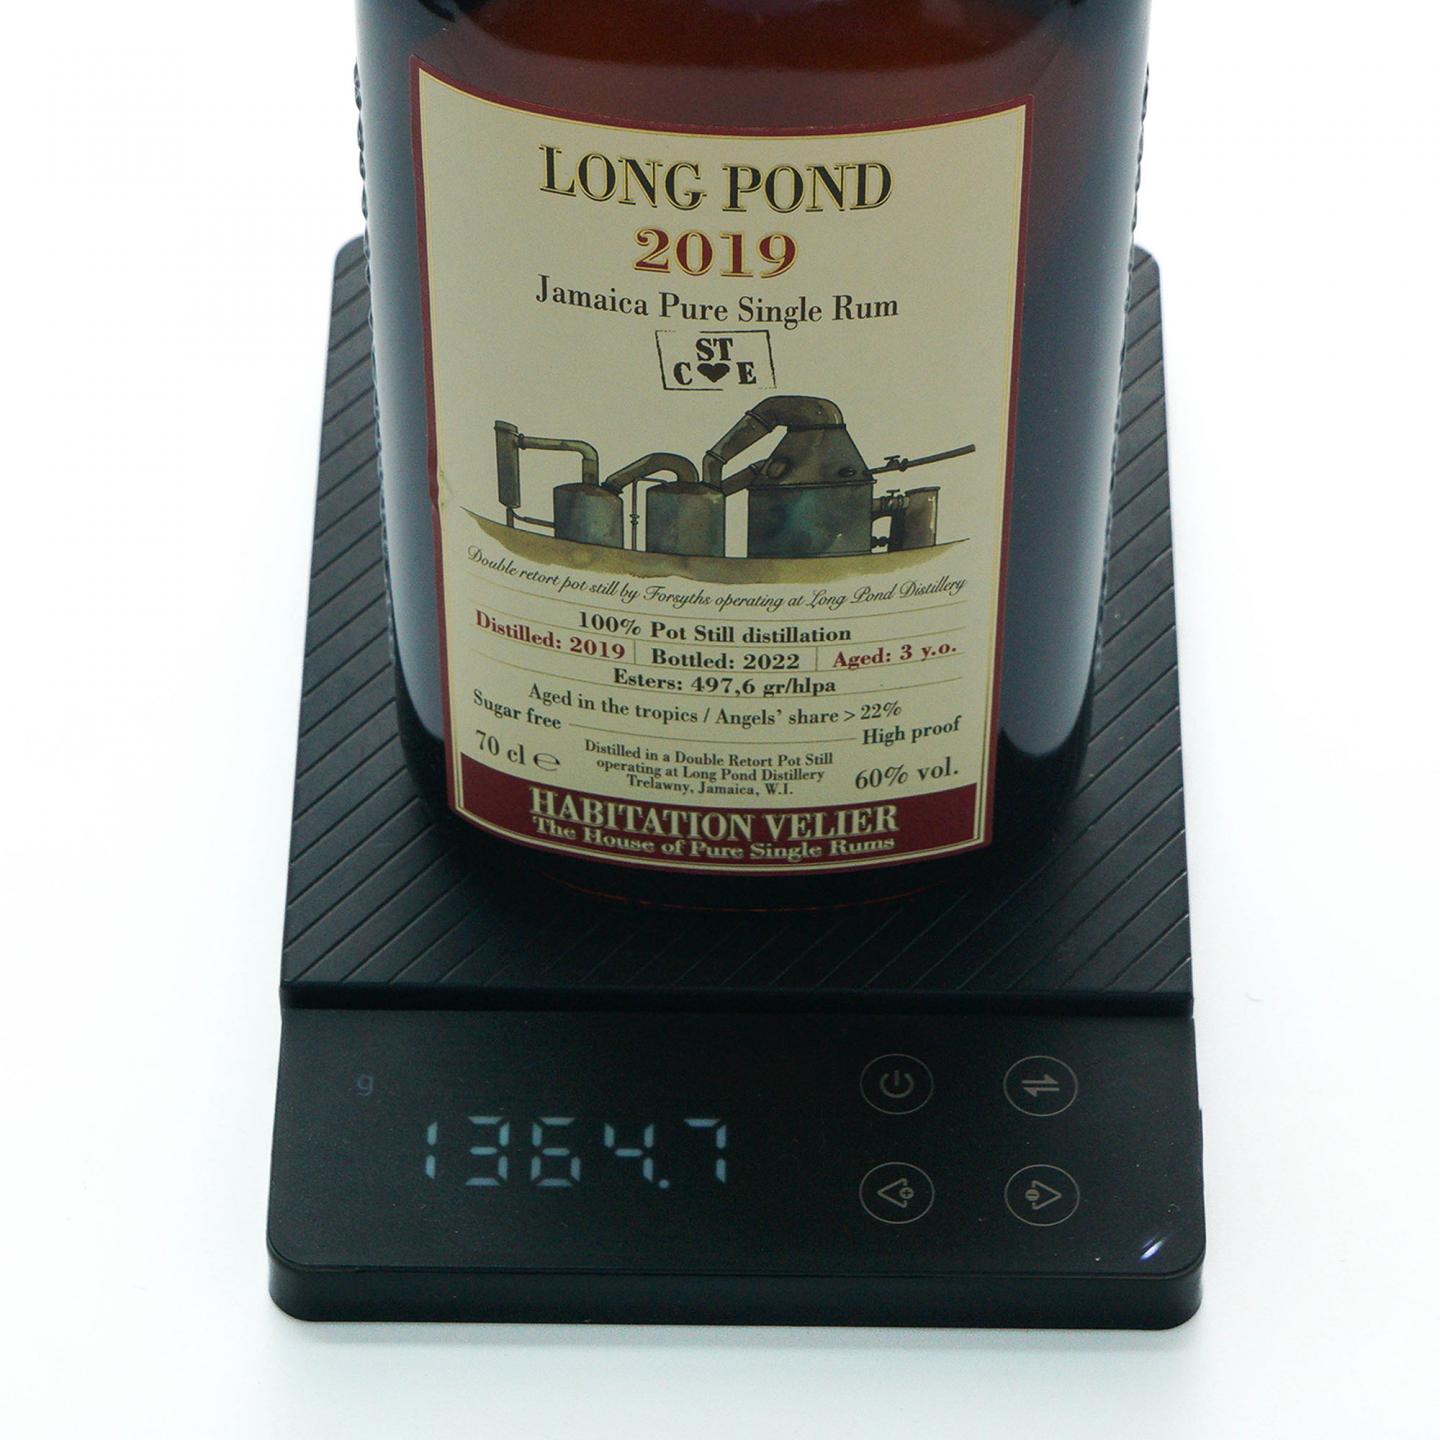 LONG POND
2019
Jamaica Pure Single Rum
ST
C♥E
Double retort pot still by Forsyths operating at Long Pond Distillery
100% Pot Still distillation
Distilled: 2019 Bottled: 2022 Aged: 3 y.o.
Esters: 497,6 gr/hlpa
Aged in the tropics / Angels' share > 22%
Sugar free High proof
70 cl ℮
Distilled in a Double Retort Pot Still
operating at Long Pond Distillery
Trelawny, Jamaica, W.I.
60% vol.
HABITATION VELIER
The House of Pure Single Rums
g
1364.7